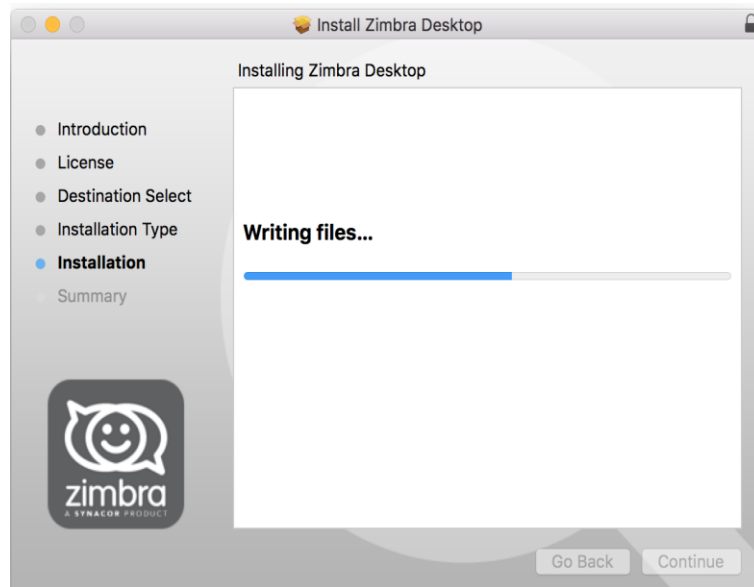 Install Zimbra Desktop
Installing Zimbra Desktop
Introduction
License
Destination Select
Installation Type
Installation
Summary
Writing files...
zimbra
A SYNACOR PRODUCT
Go Back
Continue